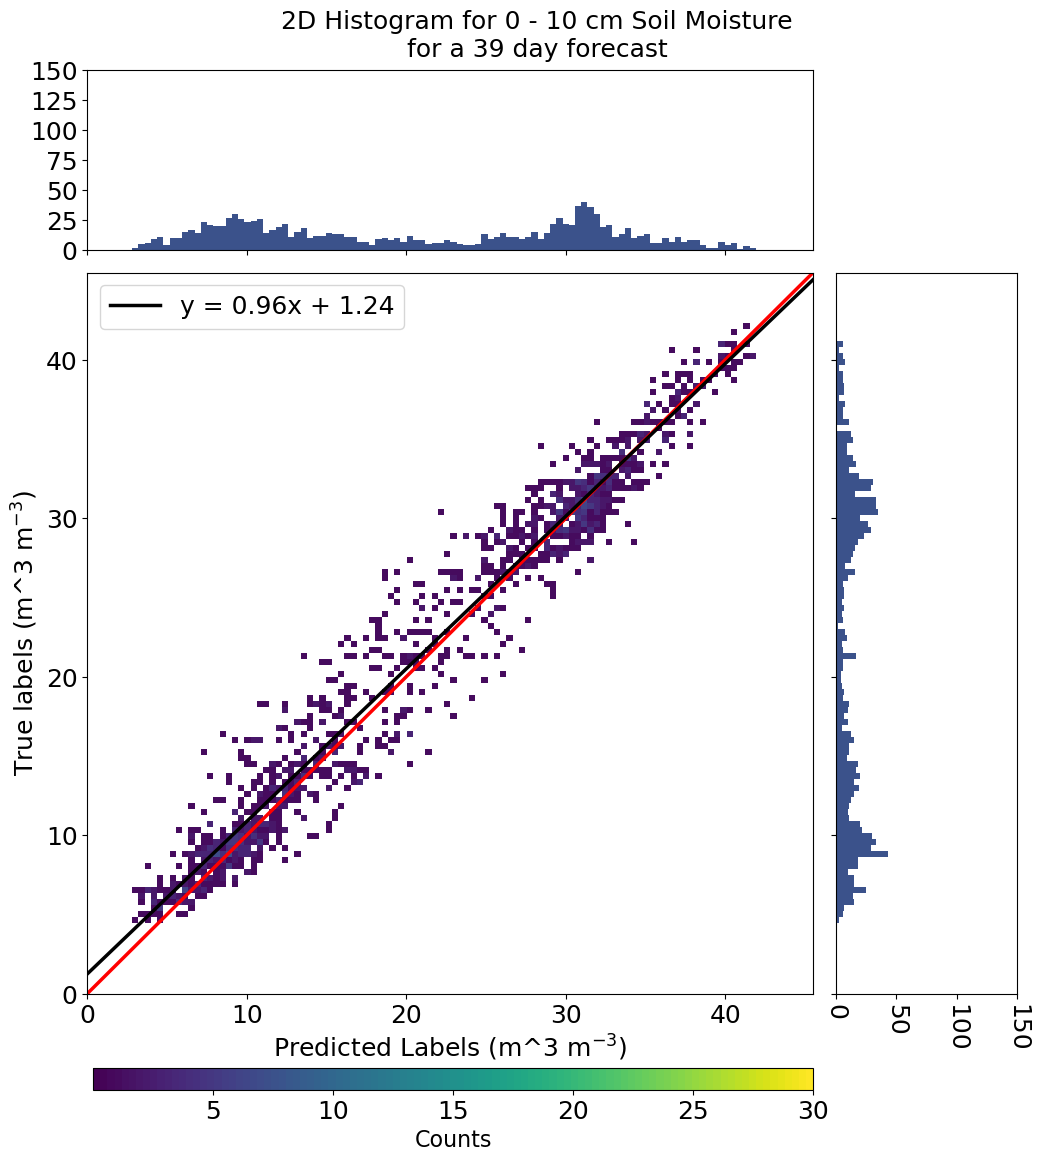 2D Histogram for 0 - 10 cm Soil Moisture
for a 39 day forecast
150
125
100
75
50
25
0
y = 0.96x + 1.24
True labels (m^3 m⁻³)
40
30
20
10
0
0 10 20 30 40
Predicted Labels (m^3 m⁻³)
0 50 100 150
5 10 15 20 25 30
Counts